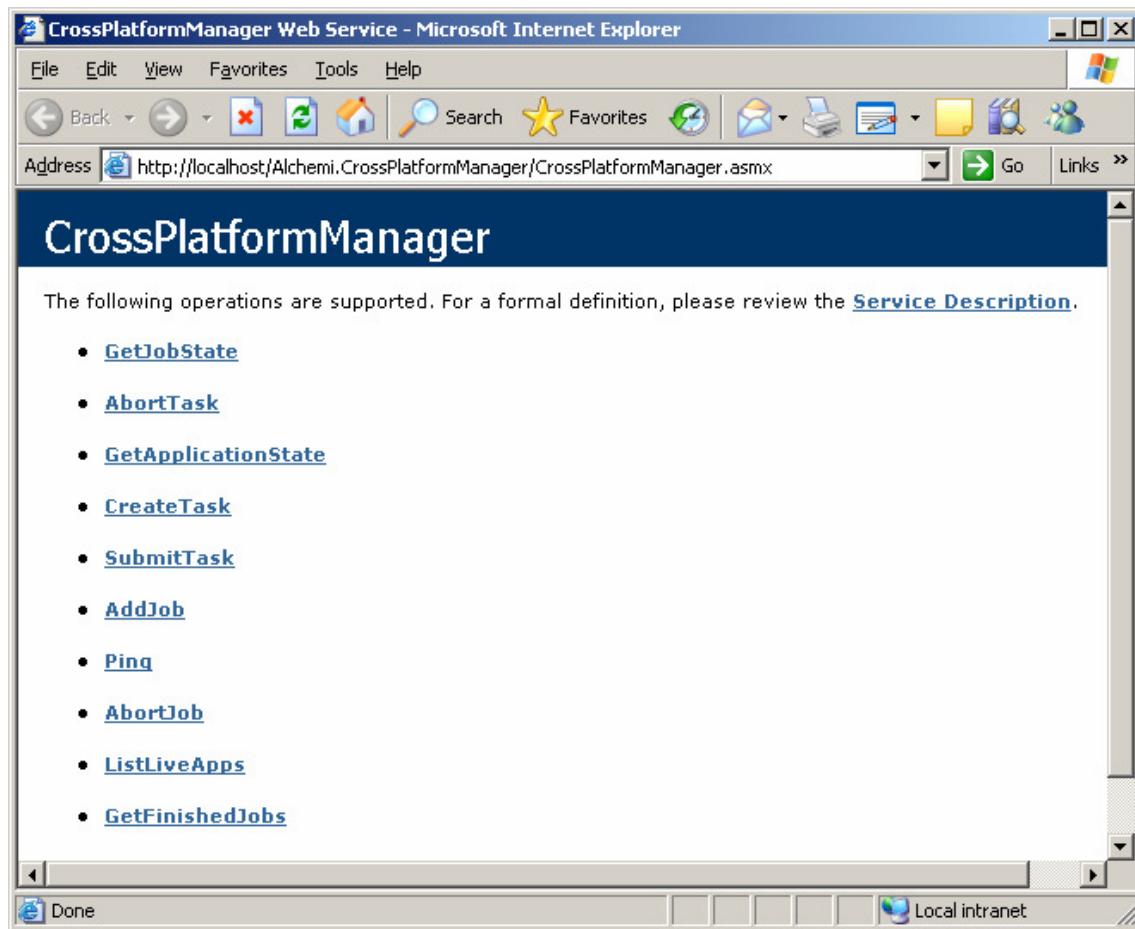 CrossPlatformManager Web Service - Microsoft Internet Explorer
File Edit View Favorites Tools Help
Back Search Favorites
Address http://localhost/Alchemi.CrossPlatformManager/CrossPlatformManager.asmx Go Links »
CrossPlatformManager
The following operations are supported. For a formal definition, please review the Service Description.
• GetJobState
• AbortTask
• GetApplicationState
• CreateTask
• SubmitTask
• AddJob
• Ping
• AbortJob
• ListLiveApps
• GetFinishedJobs
Done Local intranet